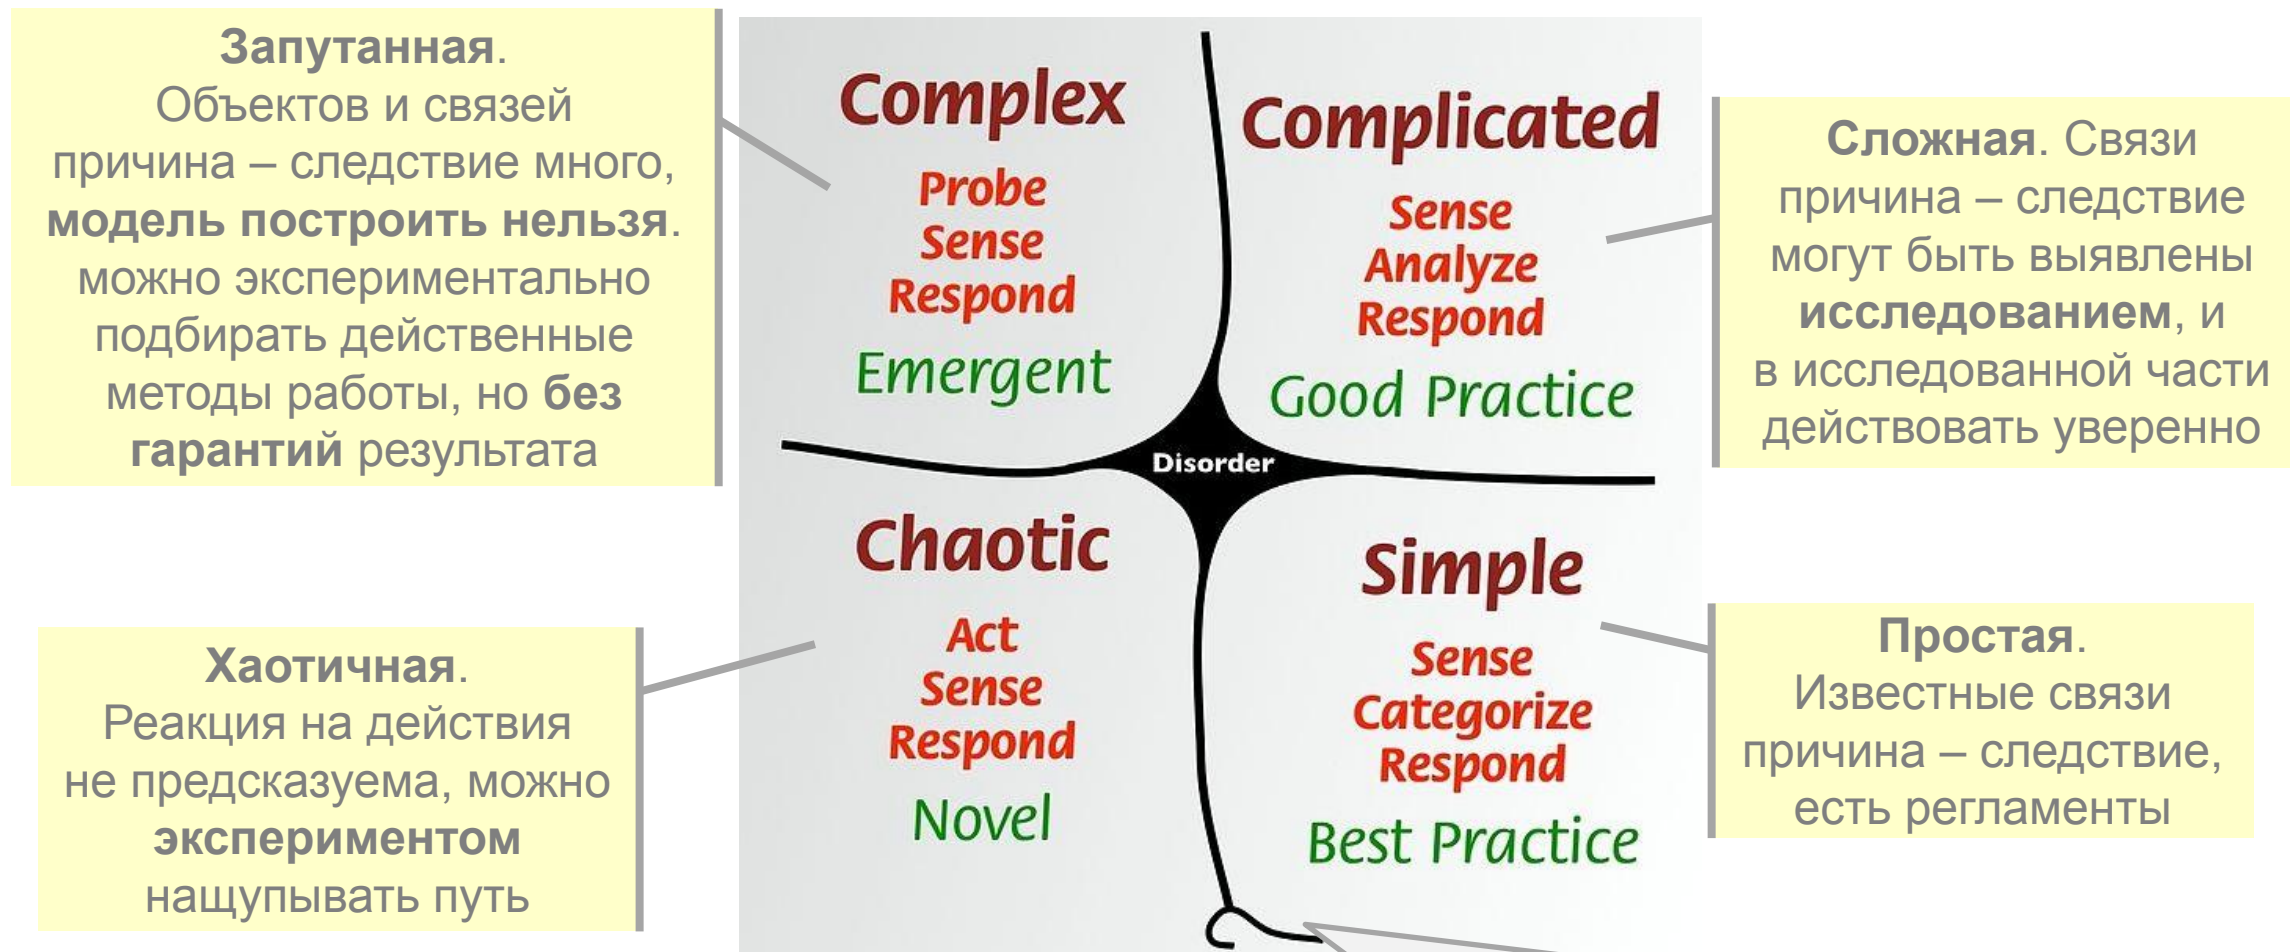 Запутанная.
Объектов и связей
причина – следствие много,
модель построить нельзя.
можно экспериментально
подбирать действенные
методы работы, но без
гарантий результата
Complex
Probe
Sense
Respond
Emergent
Complicated
Sense
Analyze
Respond
Good Practice
Сложная. Связи
причина – следствие
могут быть выявлены
исследованием, и
в исследованной части
действовать уверенно
Disorder
Хаотичная.
Реакция на действия
не предсказуема, можно
экспериментом
нащупывать путь
Chaotic
Act
Sense
Respond
Novel
Simple
Sense
Categorize
Respond
Best Practice
Простая.
Известные связи
причина – следствие,
есть регламенты